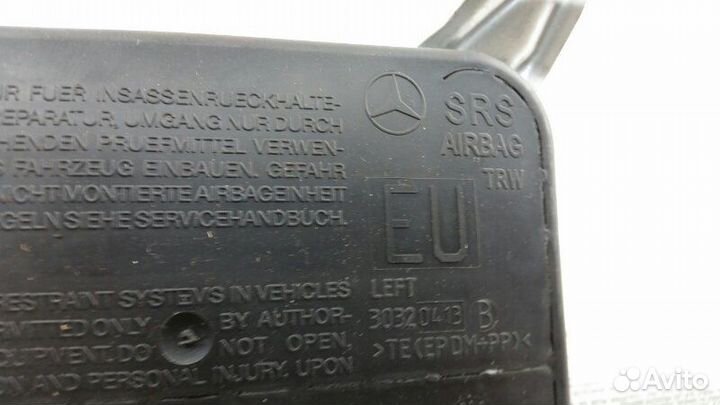 UR FUER INSASSENRUECKHALTE-
EPARATUR, UMGANG NUR DURCH
HENDEN PRUEFMITTEL VERWEN-
FAHRZEUG EINBAUEN. GEFAHR
NICHT MONTIERTE AIRBAGEINHEIT
GELN SIEHE SERVICEHANDBUCH.
SRS
AIRBAG
TRW
EU
LEFT
30320413 B
>TE(EPDM+PP)<
RESTRAINT SYSTEMS IN VEHICLES
MITTED ONLY BY AUTHOR-
QUIPMENT. DO NOT OPEN,
ON AND PERSONAL INJURY. UPON
Avito